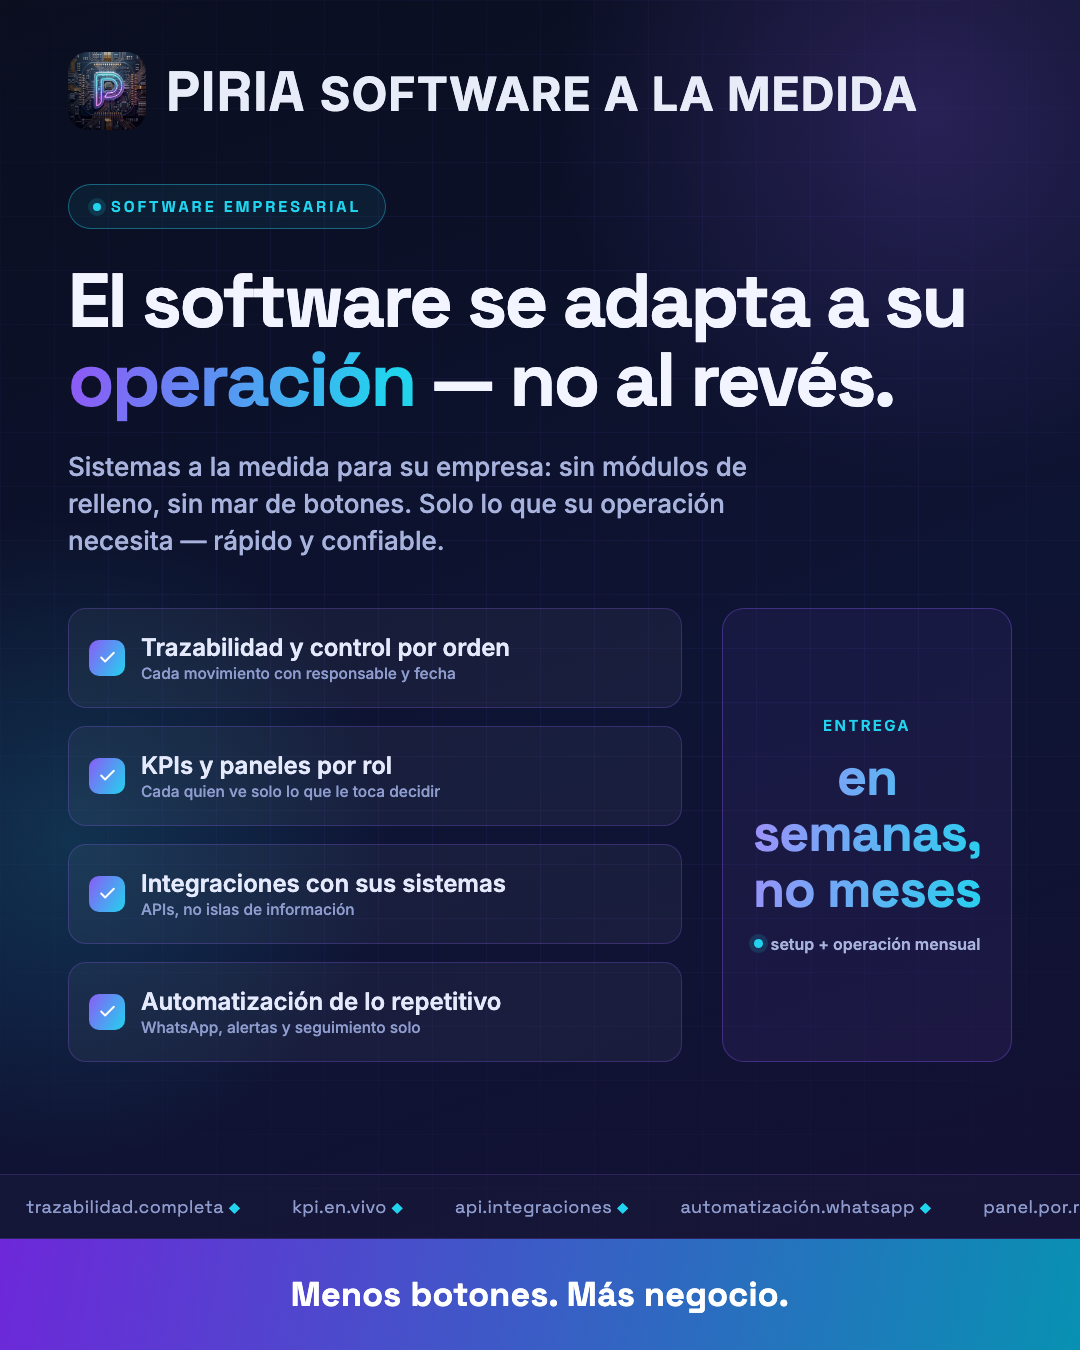 PIRIA SOFTWARE A LA MEDIDA
SOFTWARE EMPRESARIAL
El software se adapta a su
operación — no al revés.
Sistemas a la medida para su empresa: sin módulos de
relleno, sin mar de botones. Solo lo que su operación
necesita — rápido y confiable.
Trazabilidad y control por orden
Cada movimiento con responsable y fecha
KPIs y paneles por rol
Cada quien ve solo lo que le toca decidir
Integraciones con sus sistemas
APIs, no islas de información
Automatización de lo repetitivo
WhatsApp, alertas y seguimiento solo
ENTREGA
en
semanas,
no meses
setup + operación mensual
trazabilidad.completa ◆ kpi.en.vivo ◆ api.integraciones ◆ automatización.whatsapp ◆ panel.por.r
Menos botones. Más negocio.